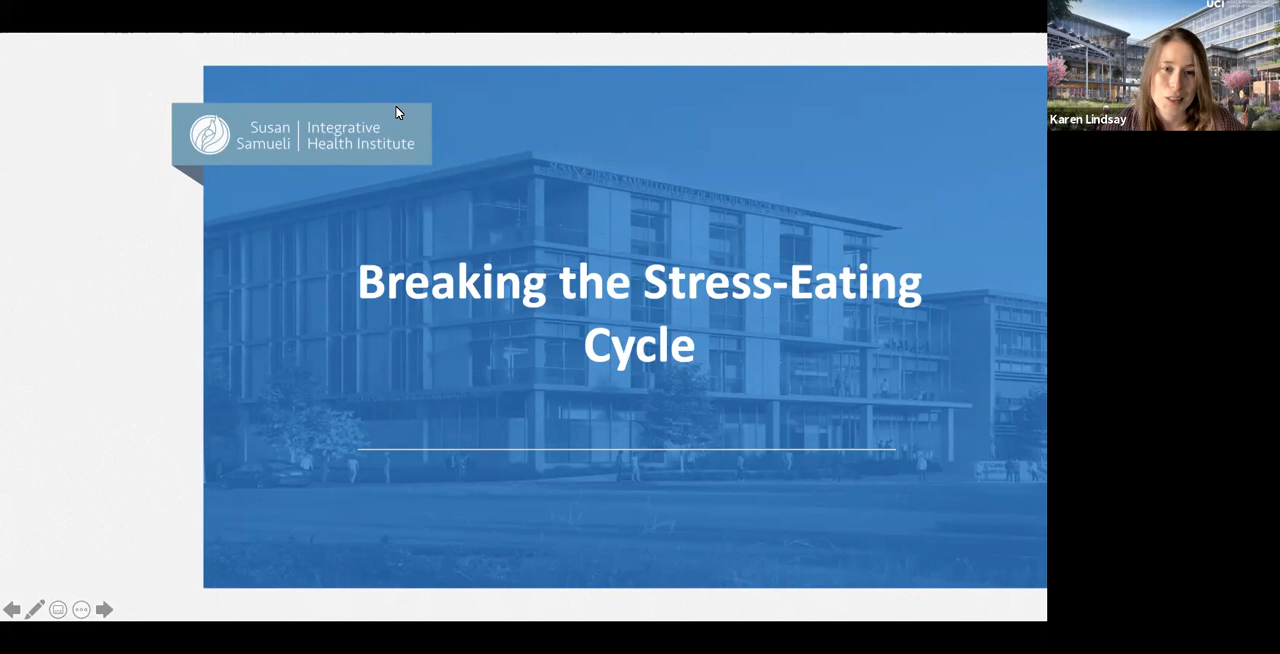 UCI
Karen Lindsay
Susan Samueli
Integrative Health Institute
Breaking the Stress-Eating
Cycle